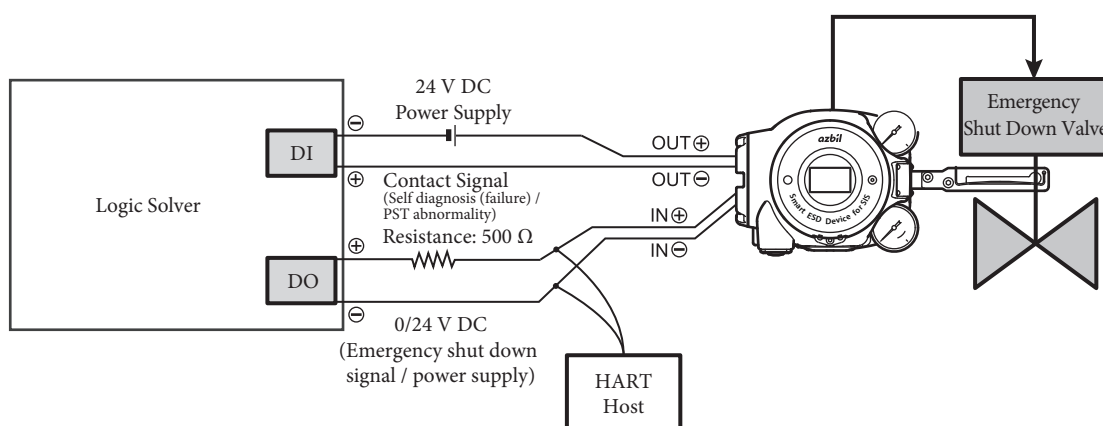 Logic Solver
DI
DO
⊖
⊕
⊕
⊖
24 V DC
Power Supply
Contact Signal
(Self diagnosis (failure) /
PST abnormality)
Resistance: 500 Ω
0/24 V DC
(Emergency shut down
signal / power supply)
OUT⊕
OUT⊖
IN⊕
IN⊖
HART
Host
azbil
Smart ESD Device for SIS
Emergency
Shut Down Valve